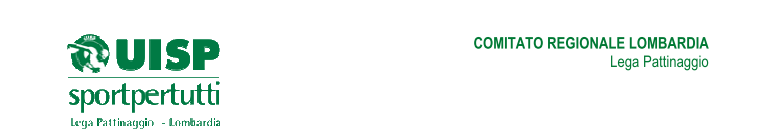 UISP
sportpertutti
Lega Pattinaggio - Lombardia
COMITATO REGIONALE LOMBARDIA
Lega Pattinaggio